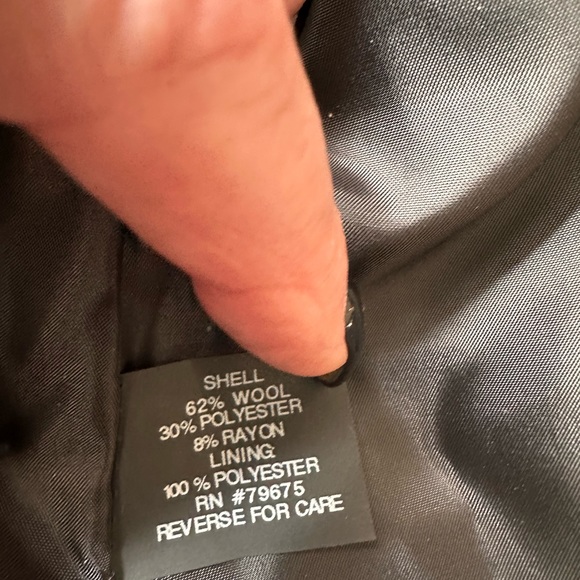 SHELL
62% WOOL
30% POLYESTER
8% RAYON
LINING:
100 % POLYESTER
RN #79675
REVERSE FOR CARE